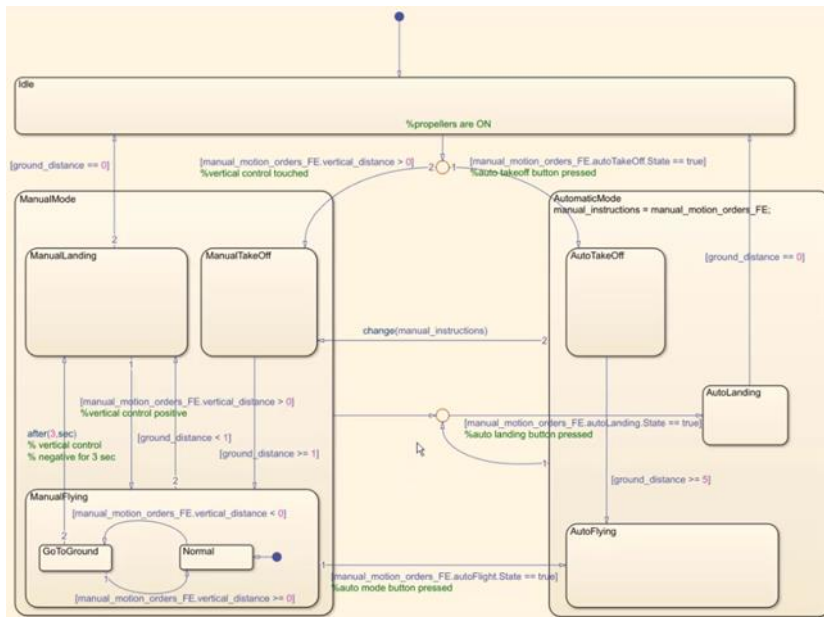 Idle
%propellers are ON
[ground_distance == 0]
2
[manual_motion_orders_FE.vertical_distance > 0]
%vertical control touched
2
1
[manual_motion_orders_FE.autoTakeOff.State == true]
%auto takeoff button pressed
ManualMode
AutomaticMode
manual_instructions = manual_motion_orders_FE;
ManualLanding
ManualTakeOff
AutoTakeOff
[ground_distance == 0]
change(manual_instructions)
2
1
[manual_motion_orders_FE.vertical_distance > 0]
%vertical control positive
AutoLanding
[manual_motion_orders_FE.autoLanding.State == true]
%auto landing button pressed
after(3,sec)
% vertical control
% negative for 3 sec
[ground_distance < 1]
[ground_distance >= 1]
1
2
[ground_distance >= 5]
ManualFlying
[manual_motion_orders_FE.vertical_distance < 0]
2
GoToGround
Normal
1
[manual_motion_orders_FE.vertical_distance >= 0]
AutoFlying
1
[manual_motion_orders_FE.autoFlight.State == true]
%auto mode button pressed